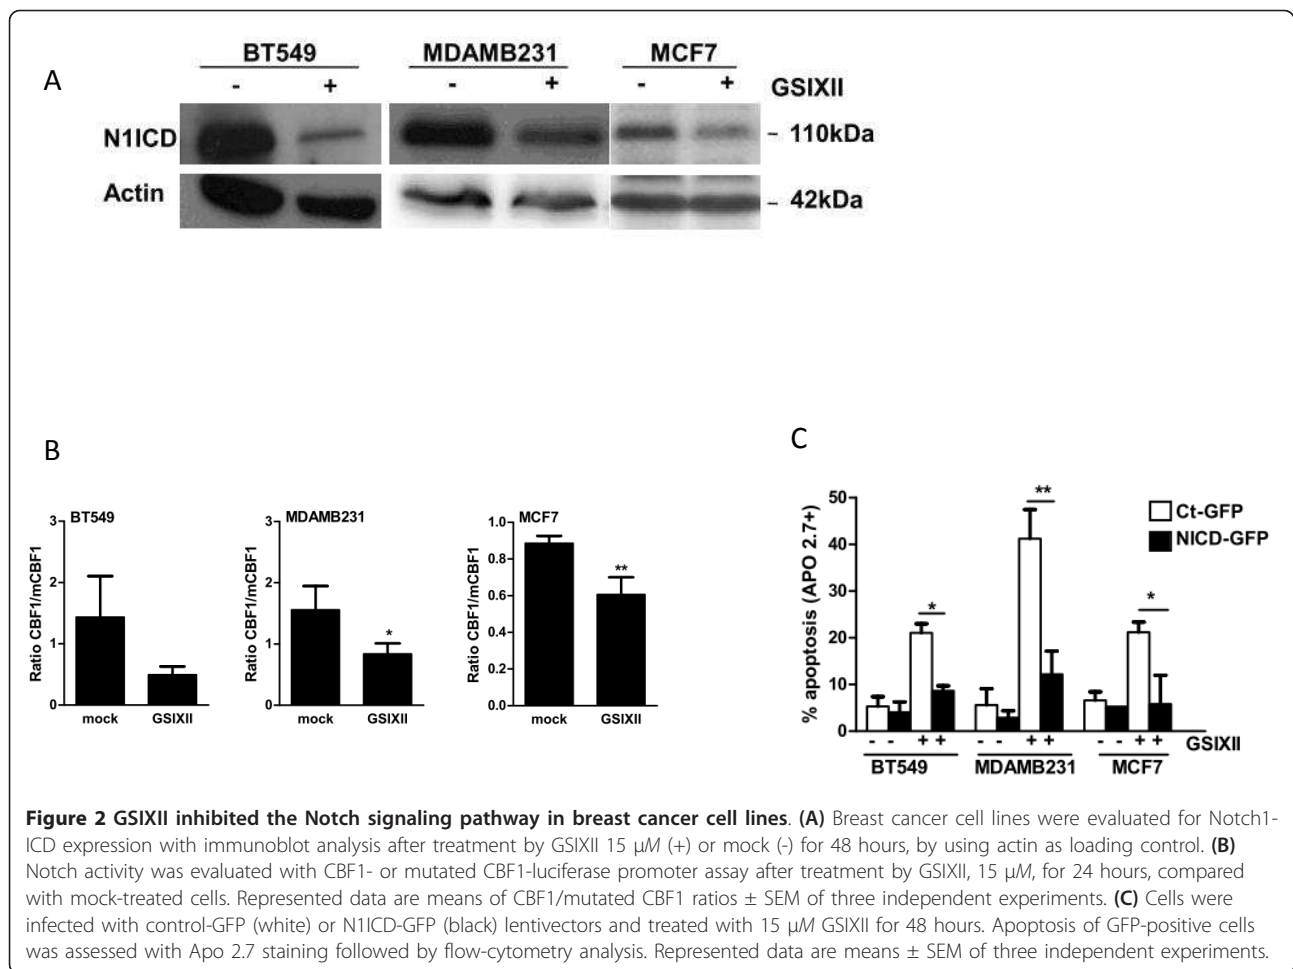 A
BT549 MDAMB231 MCF7
- + - + - + GSIXII
N1ICD - 110kDa
Actin - 42kDa
B
BT549
Ratio CBF1/mCBF1
3
2
1
0
mock GSIXII
MDAMB231
Ratio CBF1/mCBF1
3
2
1
0
*
mock GSIXII
MCF7
Ratio CBF1/mCBF1
1.0
0.8
0.6
0.4
0.2
0.0
**
mock GSIXII
C
% apoptosis (APO 2.7+)
50
40
30
20
10
0
* ** *
Ct-GFP
NICD-GFP
- - + + - - + + - - + + GSIXII
BT549 MDAMB231 MCF7
Figure 2 GSIXII inhibited the Notch signaling pathway in breast cancer cell lines. (A) Breast cancer cell lines were evaluated for Notch1-
ICD expression with immunoblot analysis after treatment by GSIXII 15 μM (+) or mock (-) for 48 hours, by using actin as loading control. (B)
Notch activity was evaluated with CBF1- or mutated CBF1-luciferase promoter assay after treatment by GSIXII, 15 μM, for 24 hours, compared
with mock-treated cells. Represented data are means of CBF1/mutated CBF1 ratios ± SEM of three independent experiments. (C) Cells were
infected with control-GFP (white) or N1ICD-GFP (black) lentivectors and treated with 15 μM GSIXII for 48 hours. Apoptosis of GFP-positive cells
was assessed with Apo 2.7 staining followed by flow-cytometry analysis. Represented data are means ± SEM of three independent experiments.